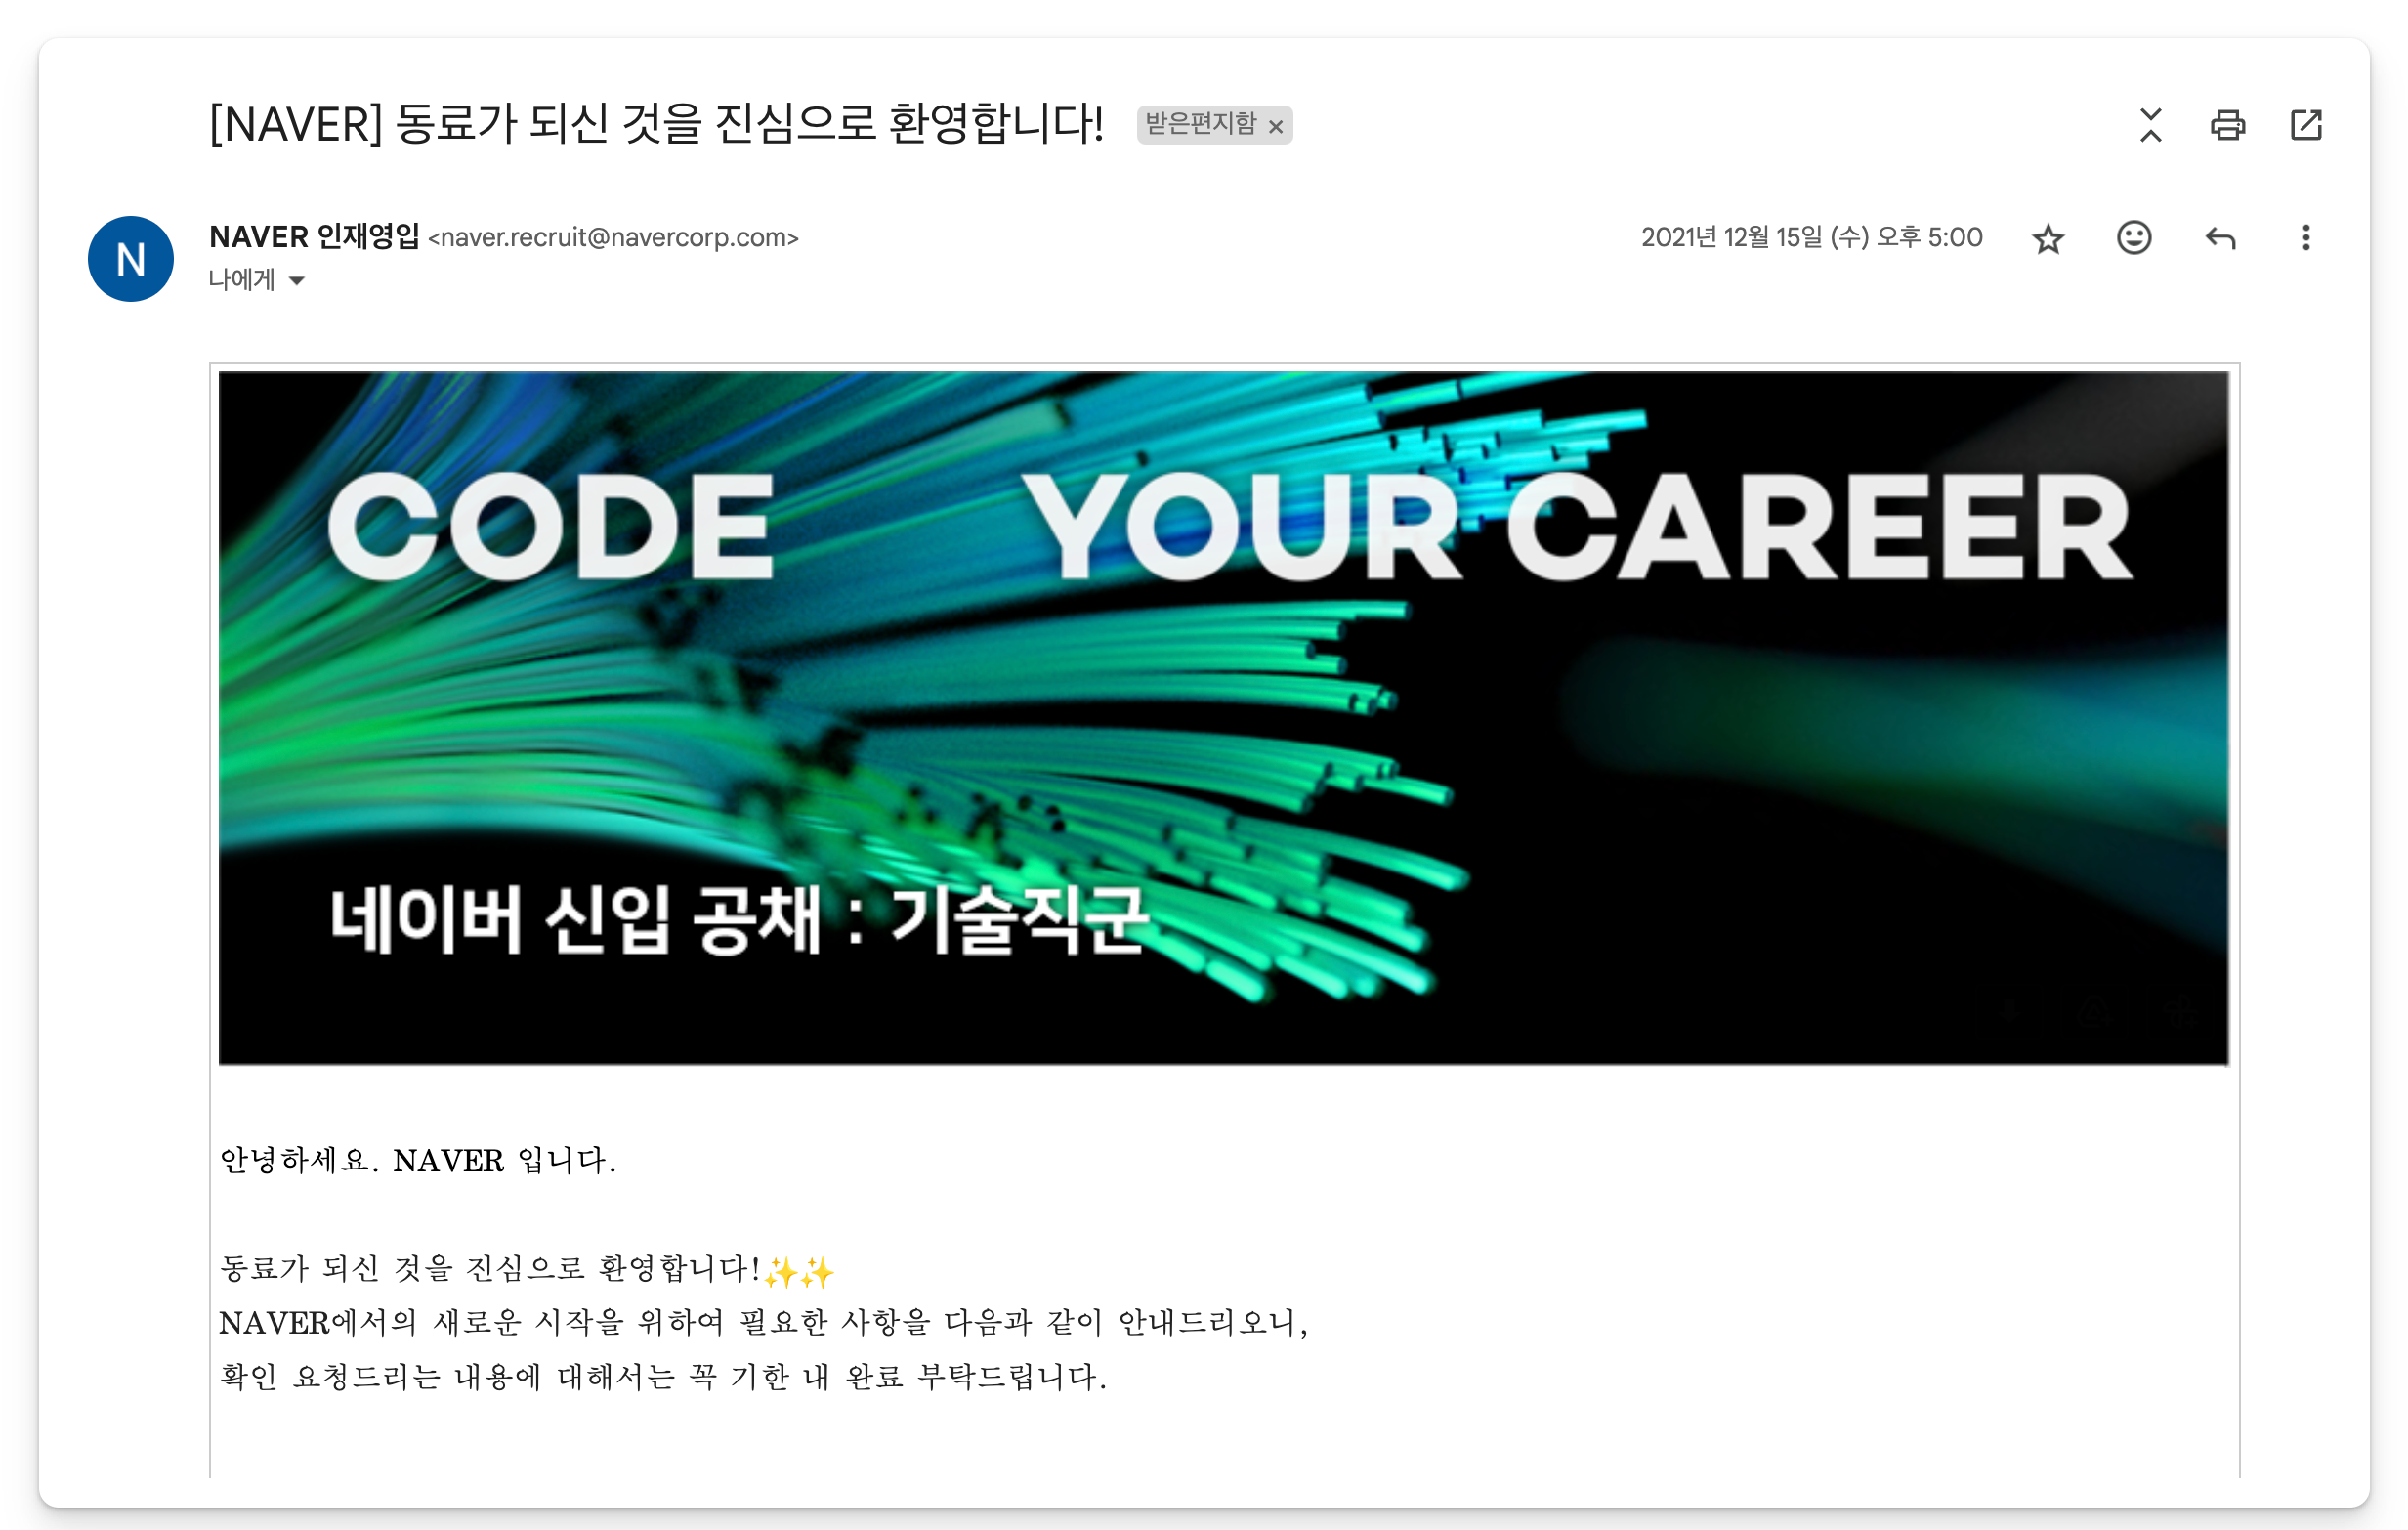 [NAVER] 동료가 되신 것을 진심으로 환영합니다! 받은편지함 ×
N
NAVER 인재영입 <naver.recruit@navercorp.com> 2021년 12월 15일 (수) 오후 5:00
나에게
CODE YOUR CAREER
네이버 신입 공채 : 기술직군
안녕하세요. NAVER 입니다.
동료가 되신 것을 진심으로 환영합니다!✨✨
NAVER에서의 새로운 시작을 위하여 필요한 사항을 다음과 같이 안내드리오니,
확인 요청드리는 내용에 대해서는 꼭 기한 내 완료 부탁드립니다.